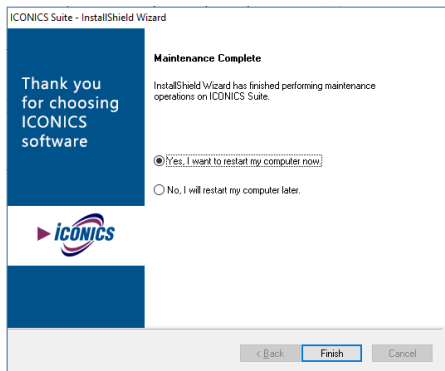 ICONICS Suite - InstallShield Wizard
Thank you
for choosing
ICONICS
software
Maintenance Complete
InstallShield Wizard has finished performing maintenance
operations on ICONICS Suite.
Yes, I want to restart my computer now.
No, I will restart my computer later.
ICONICS
< Back
Finish
Cancel